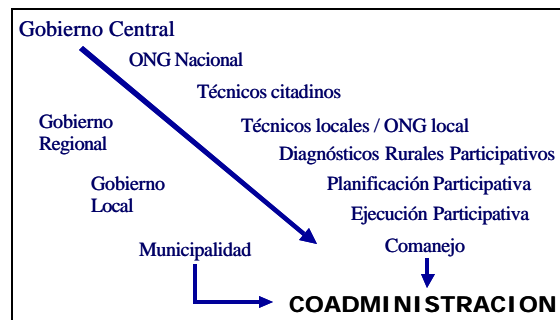 Gobierno Central
ONG Nacional
Técnicos citadinos
Gobierno
Regional
Técnicos locales / ONG local
Diagnósticos Rurales Participativos
Gobierno
Local
Planificación Participativa
Ejecución Participativa
Municipalidad
Comanejo
COADMINISTRACION